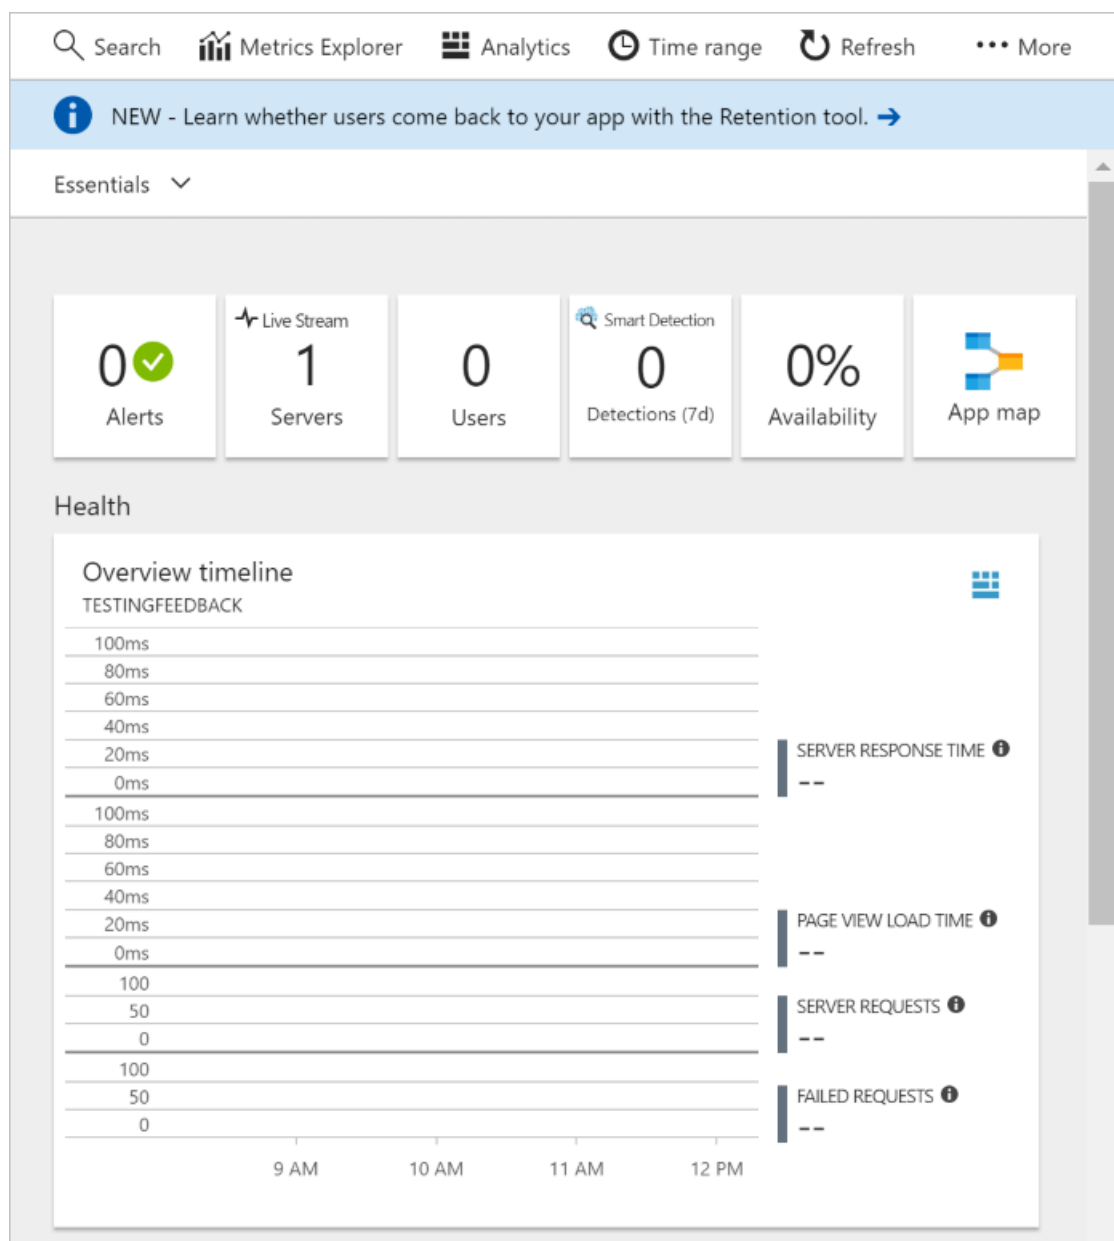 Search Metrics Explorer Analytics Time range Refresh ••• More
NEW - Learn whether users come back to your app with the Retention tool. →
Essentials
0
Alerts
Live Stream
1
Servers
0
Users
Smart Detection
0
Detections (7d)
0%
Availability
App map
Health
Overview timeline
TESTINGFEEDBACK
100ms
80ms
60ms
40ms
20ms
0ms
SERVER RESPONSE TIME
--
100ms
80ms
60ms
40ms
20ms
0ms
PAGE VIEW LOAD TIME
--
100
50
0
SERVER REQUESTS
--
100
50
0
FAILED REQUESTS
--
9 AM 10 AM 11 AM 12 PM